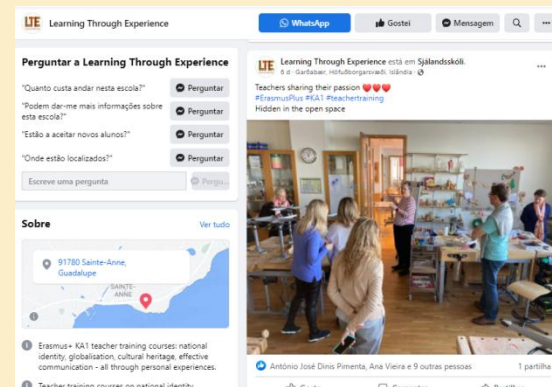 LTE
Learning Through Experience
WhatsApp
Gostei
Mensagem
Perguntar a Learning Through Experience
"Quanto custa andar nesta escola?"
Perguntar
"Podem dar-me mais informações sobre
esta escola?"
Perguntar
"Estão a aceitar novos alunos?"
Perguntar
"Onde estão localizados?"
Perguntar
Escreve uma pergunta
Pergu...
Sobre
Ver tudo
91780 Sainte-Anne,
Guadalupe
SAINTE-
ANNE
Erasmus+ KA1 teacher training courses: national
identity, globalisation, cultural heritage, effective
communication - all through personal experiences.
Teacher training courses on national identity
LTE
Learning Through Experience está em Sjálandsskóli.
6 d · Garðabær, Höfuðborgarsvæði, Islândia ·
Teachers sharing their passion
#ErasmusPlus #KA1 #teachertraining
Hidden in the open space
António José Dinis Pimenta, Ana Vieira e 9 outras pessoas
1 partilha
Gosto
Comentar
Partilhar